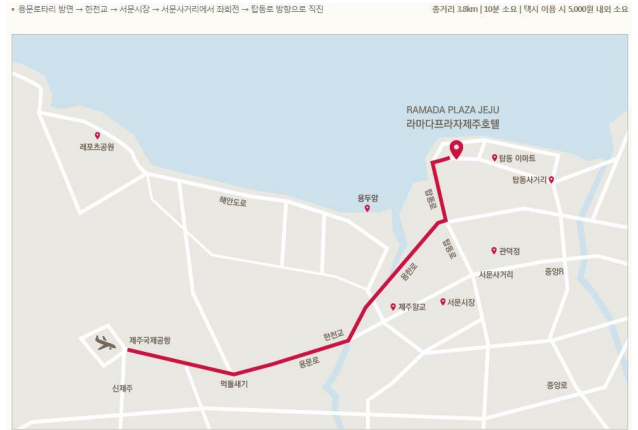 • 용문로타리 방면 → 한천교 → 서문시장 → 서문사거리에서 좌회전 → 탑동로 방향으로 직진
총거리 3.8km | 10분 소요 | 택시 이용 시 5,000원 내외 소요
RAMADA PLAZA JEJU
라마다프라자제주호텔
레포츠공원
탑동 이마트
탑동사거리
해안도로
용두암
탑동로
탑동로
관덕정
서문사거리
중앙R
용한로
제주향교
서문시장
한천교
제주국제공항
용문로
신제주
먹돌새기
중앙로